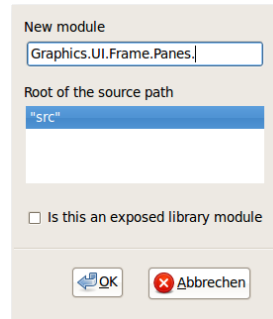 New module
Graphics.UI.Frame.Panes.
Root of the source path
"src"
Is this an exposed library module
OK
Abbrechen